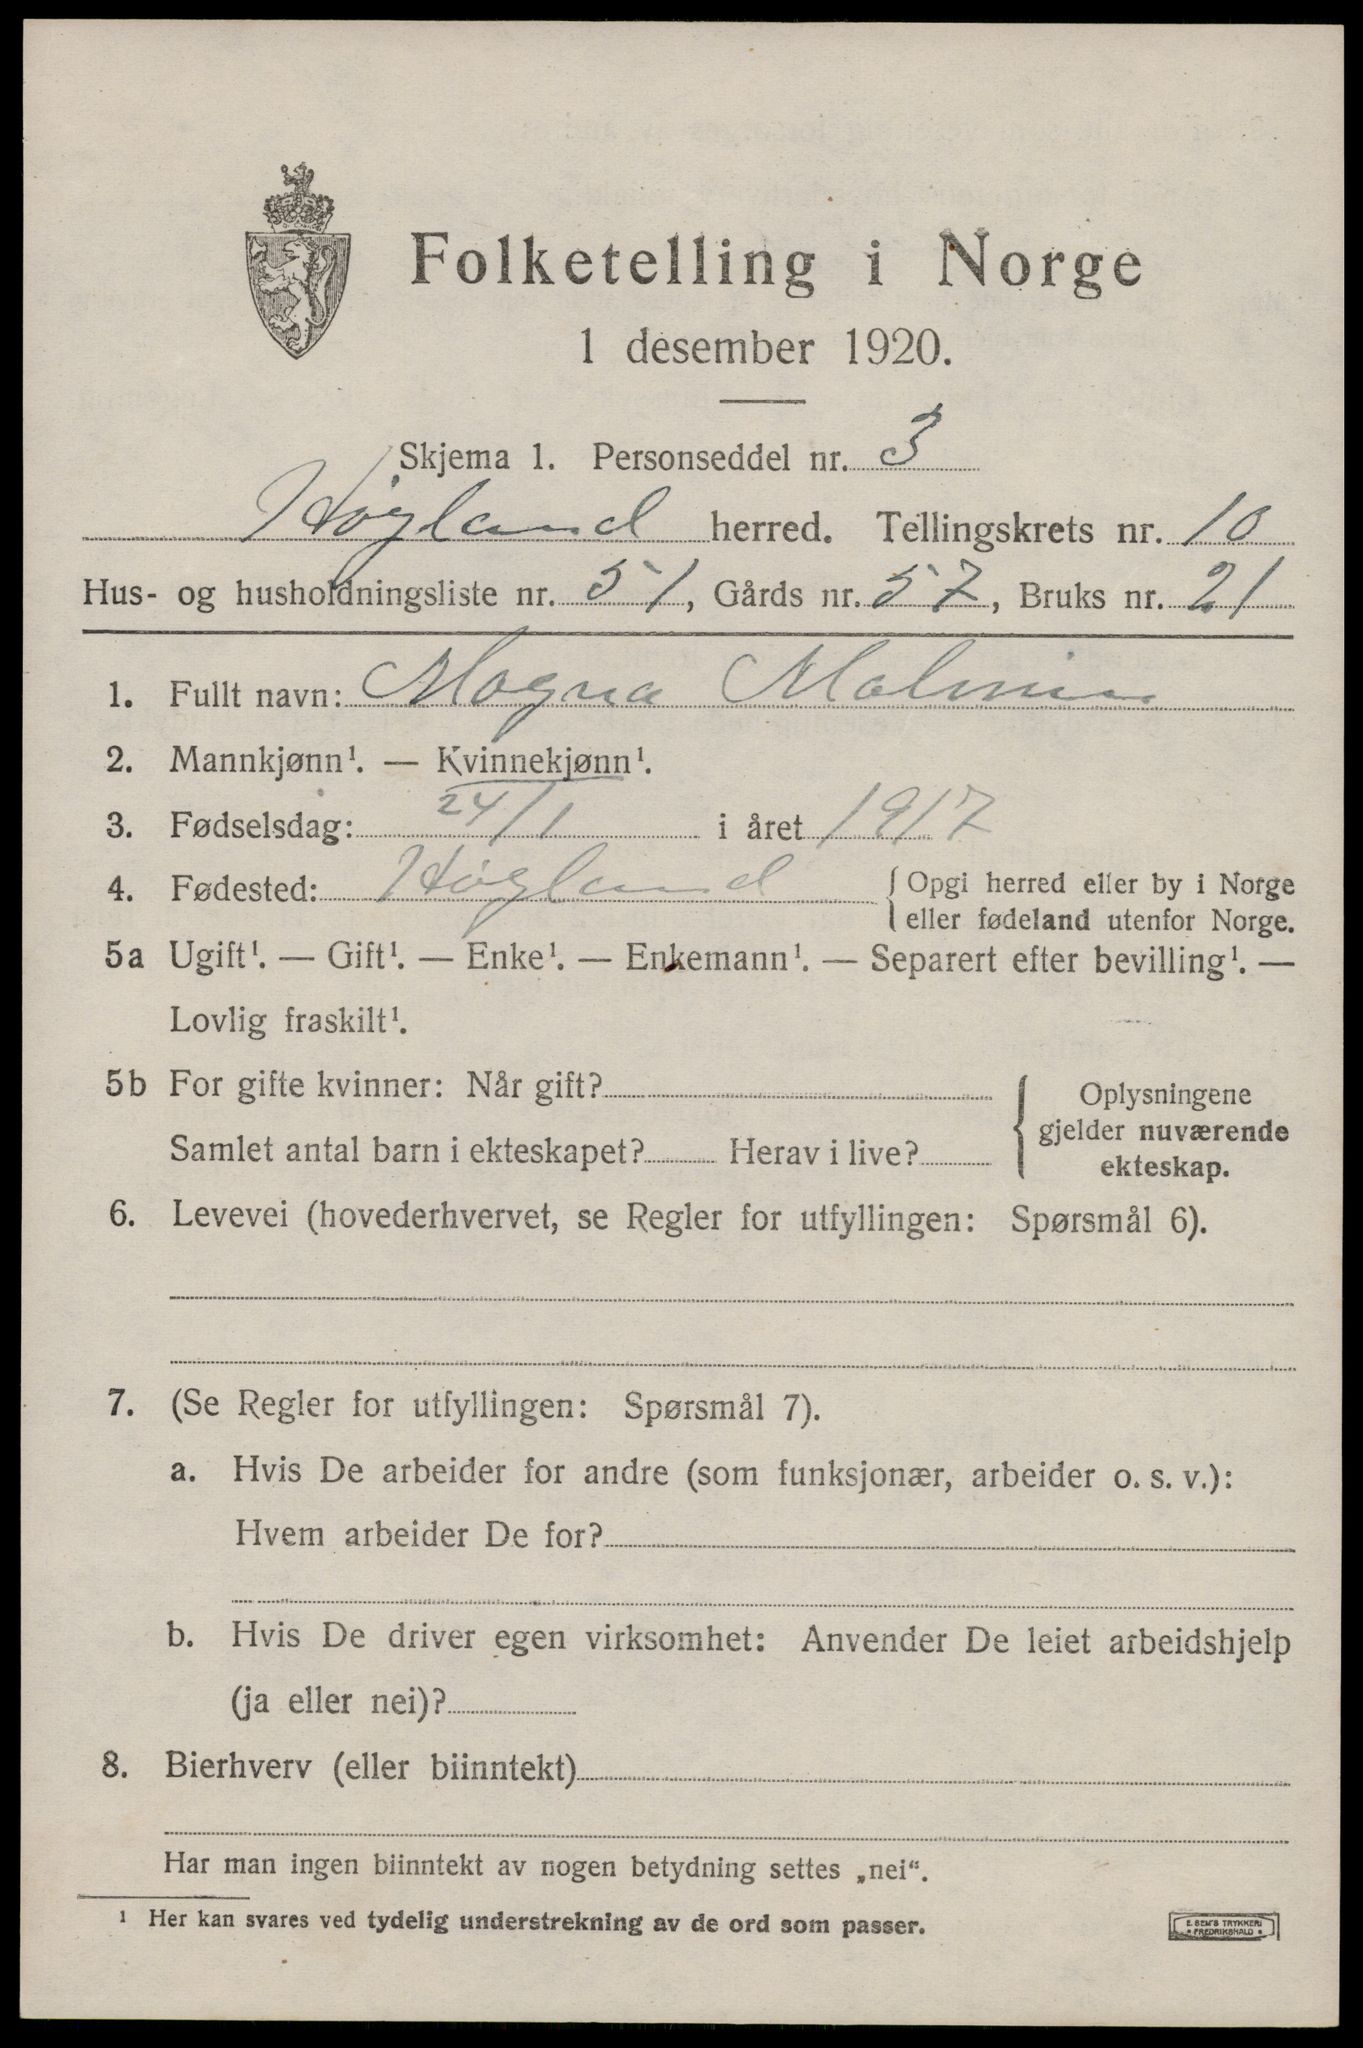 Folketelling i Norge
1 desember 1920.
Skjema 1. Personseddel nr. 3
Høyland herred. Tellingskrets nr. 10
Hus- og husholdningsliste nr. 51, Gårds nr. 57, Bruks nr. 21
1. Fullt navn: Magna Malmin
2. Mannkjønn¹. — Kvinnekjønn¹.
3. Fødselsdag: 24/1 i året 1917
4. Fødested: Høyland { Opgi herred eller by i Norge
eller fødeland utenfor Norge.
5a Ugift¹. — Gift¹. — Enke¹. — Enkemann¹. — Separert efter bevilling¹. —
Lovlig fraskilt¹.
5b For gifte kvinner: Når gift?
Samlet antal barn i ekteskapet? Herav i live?
{ Oplysningene
gjelder nuværende
ekteskap.
6. Levevei (hovederhvervet, se Regler for utfyllingen: Spørsmål 6).
7. (Se Regler for utfyllingen: Spørsmål 7).
a. Hvis De arbeider for andre (som funksjonær, arbeider o. s. v.):
Hvem arbeider De for?
b. Hvis De driver egen virksomhet: Anvender De leiet arbeidshjelp
(ja eller nei)?
8. Bierhverv (eller biinntekt)
Har man ingen biinntekt av nogen betydning settes „nei“.
¹ Her kan svares ved tydelig understrekning av de ord som passer.
E. SEM'S TRYKKERI
* FREDRIKSHALD *